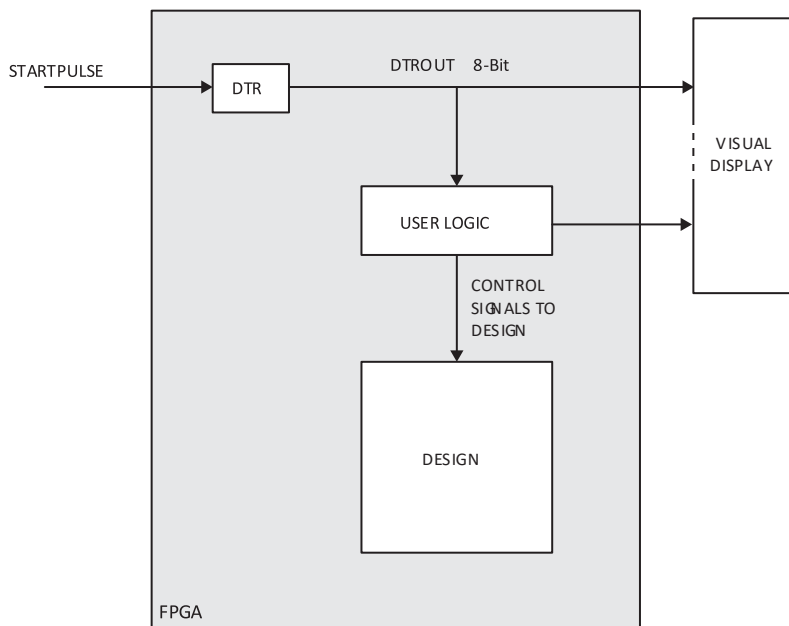 STARTPULSE
DTR
DTROUT 8-Bit
VISUAL
DISPLAY
USER LOGIC
CONTROL
SIGNALS TO
DESIGN
DESIGN
FPGA